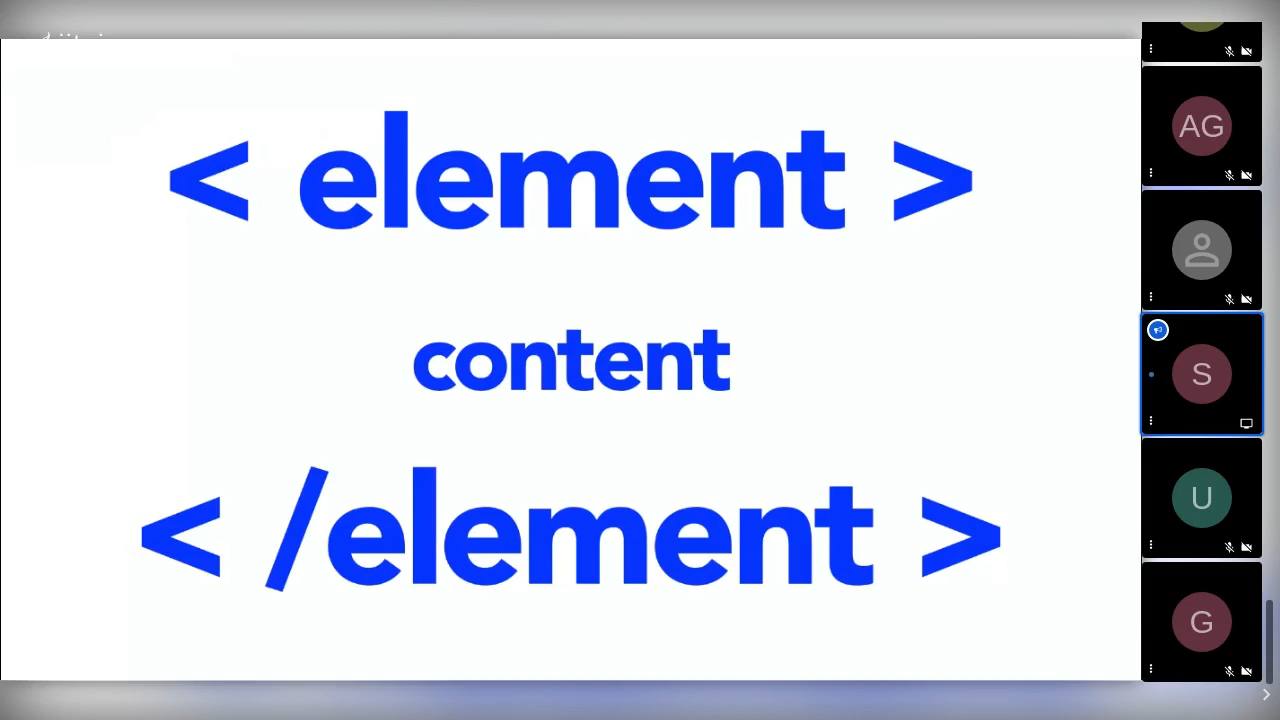 < element >
content
< /element >
AG
S
U
G